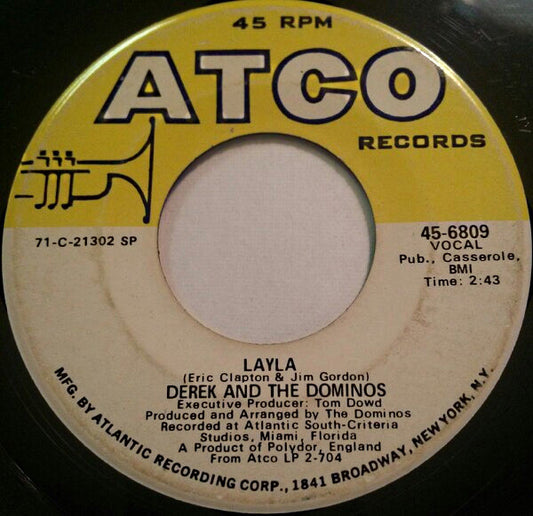 45 RPM
ATCO
RECORDS
71-C-21302 SP
45-6809
VOCAL
Pub., Casserole,
BMI
Time: 2:43
LAYLA
(Eric Clapton & Jim Gordon)
DEREK AND THE DOMINOS
Executive Producer: Tom Dowd
Produced and Arranged by The Dominos
Recorded at Atlantic South-Criteria
Studios, Miami, Florida
A Product of Polydor, England
From Atco LP 2-704
MFG. BY ATLANTIC RECORDING CORP., 1841 BROADWAY, NEW YORK, N.Y.